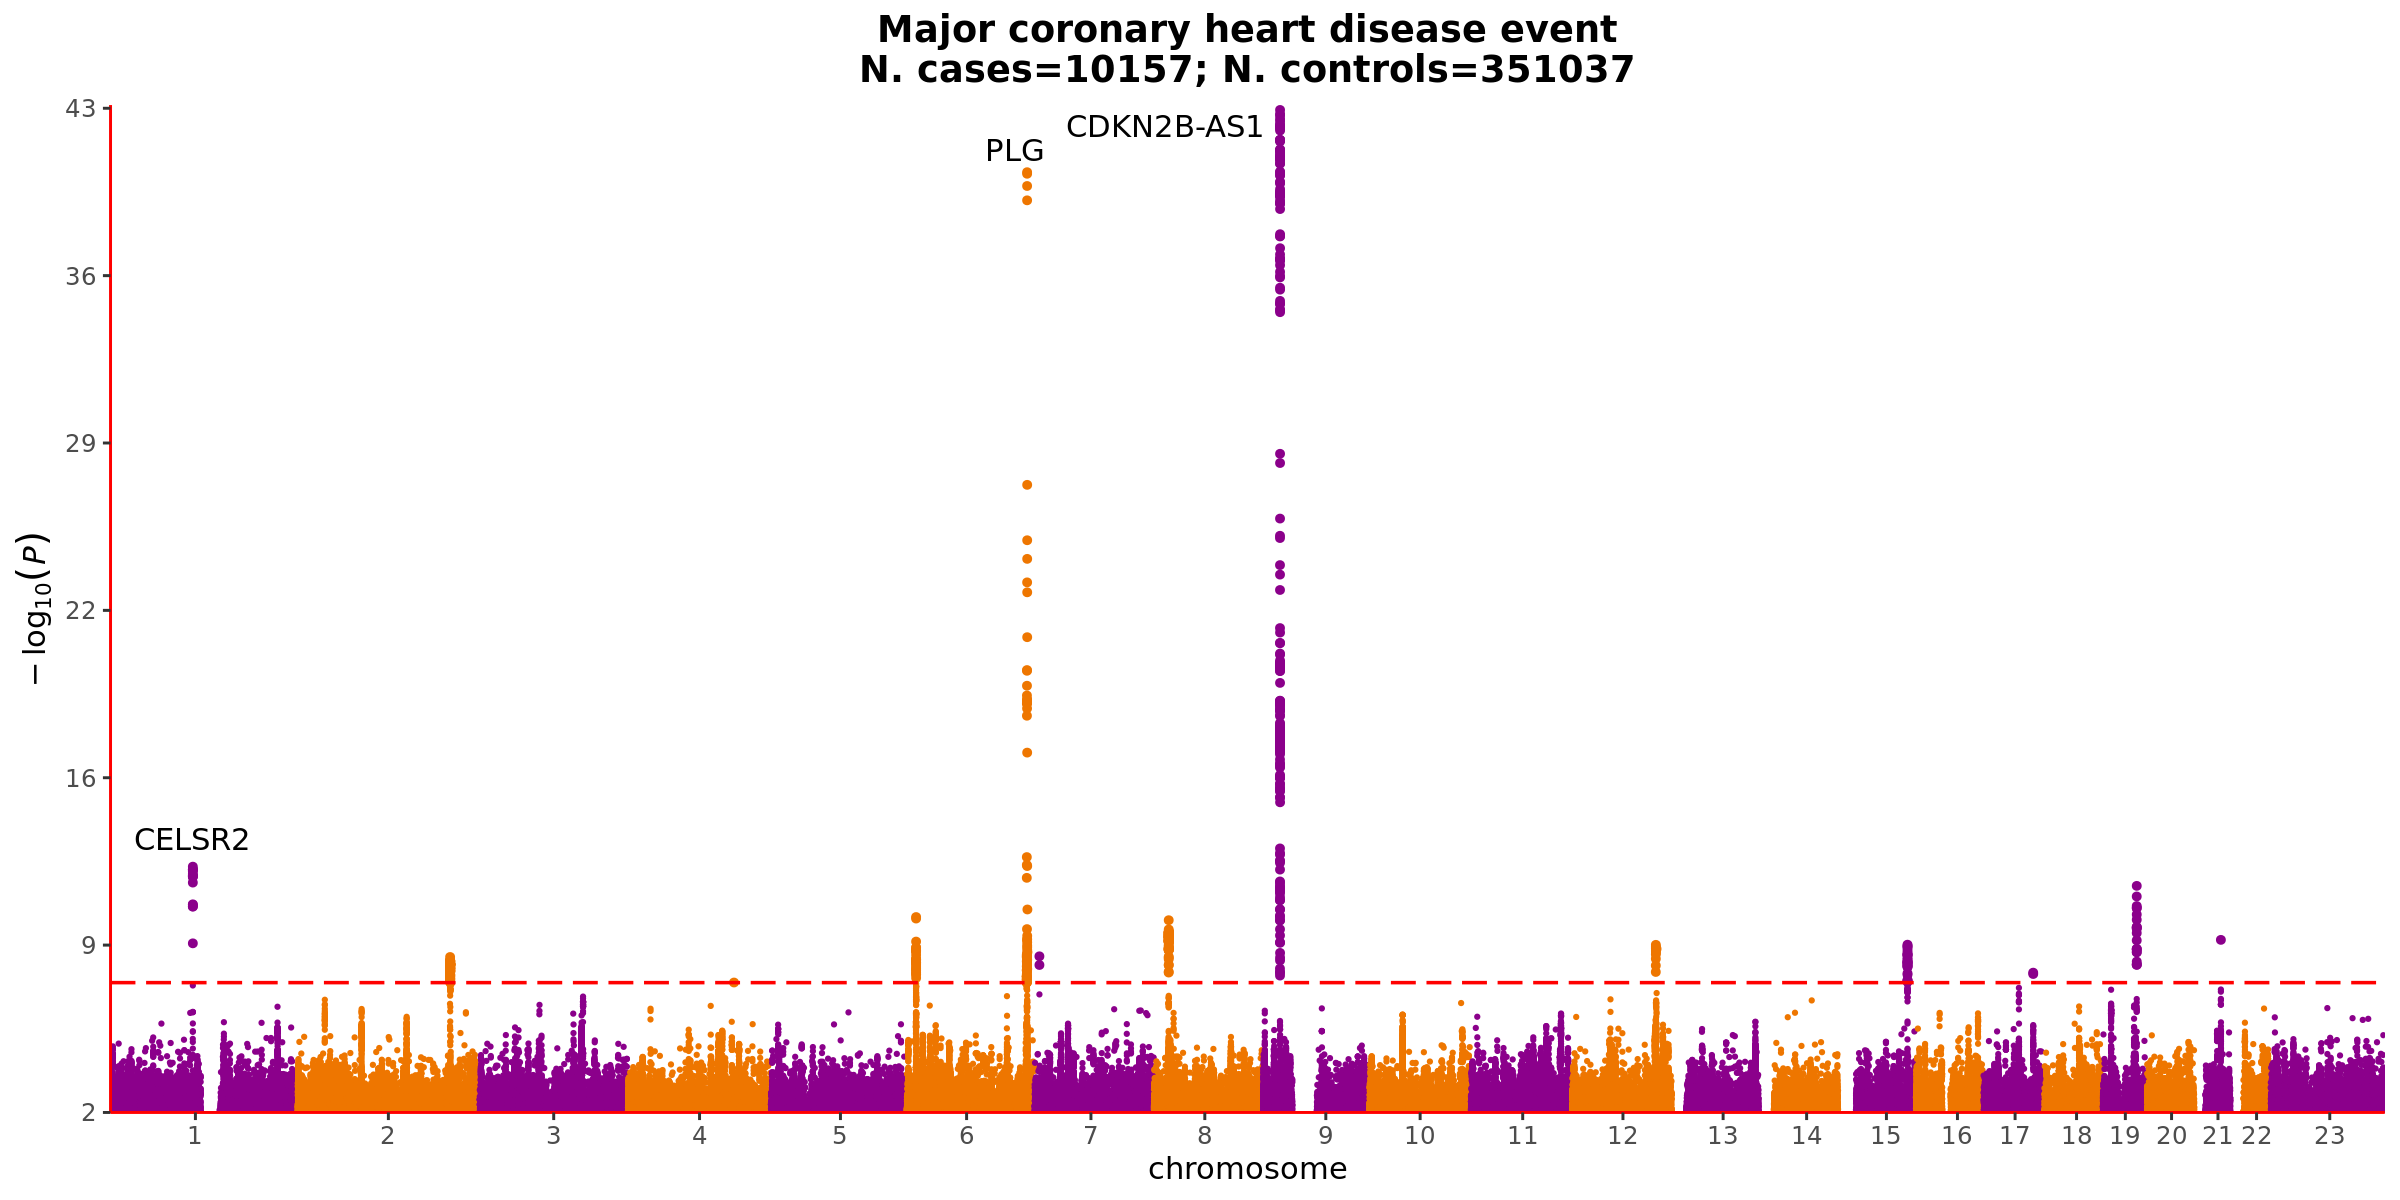 Major coronary heart disease event
N. cases=10157; N. controls=351037
43
36
29
22
16
9
2
−log10(P)
CDKN2B-AS1
PLG
CELSR2
1 2 3 4 5 6 7 8 9 10 11 12 13 14 15 16 17 18 19 20 21 22 23
chromosome